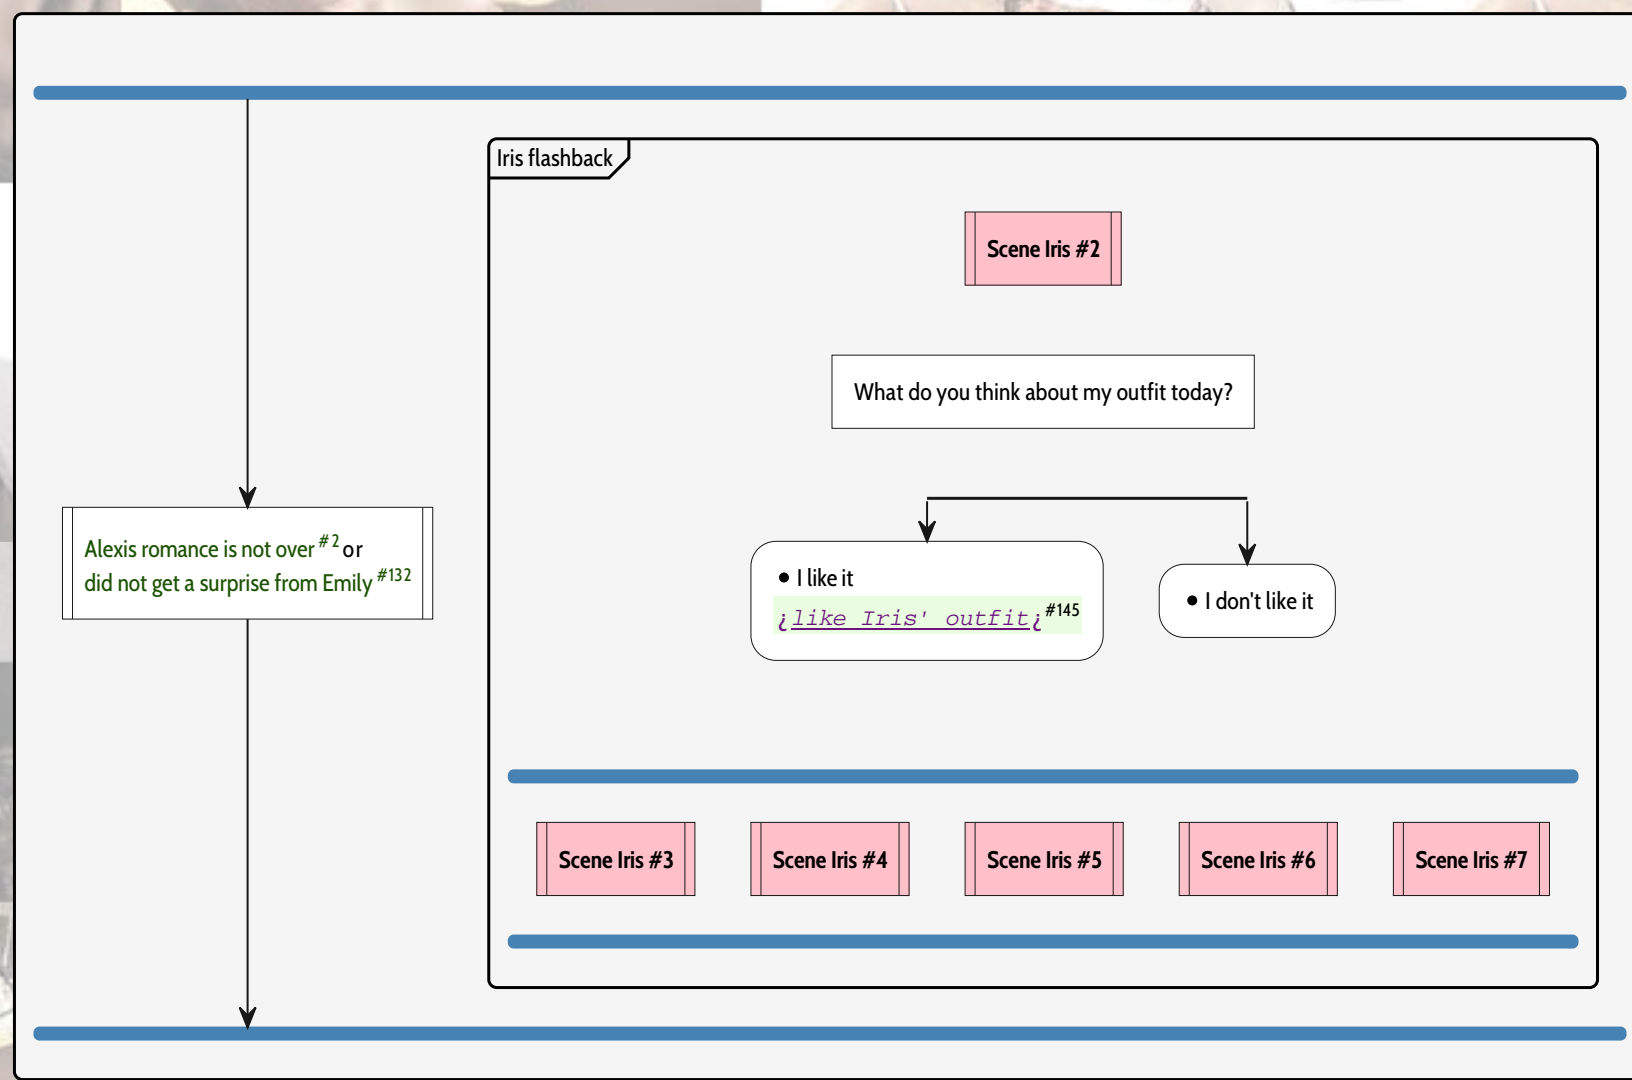 Iris flashback
Scene Iris #2
What do you think about my outfit today?
Alexis romance is not over #2 or
did not get a surprise from Emily #132
● I like it
¿like Iris' outfit¿ #145
● I don't like it
Scene Iris #3
Scene Iris #4
Scene Iris #5
Scene Iris #6
Scene Iris #7